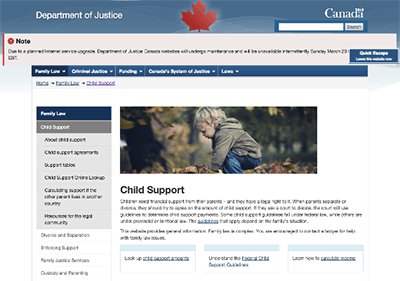 Department of Justice
Canada
Search
Note
Due to a planned Internet service upgrade, Department of Justice Canada websites will undergo maintenance and will be unavailable intermittently Sunday March 23
EDT.
Quick Escape
Leave this website now
Family Law
Criminal Justice
Funding
Canada's System of Justice
Laws
Home → Family Law → Child Support
Family Law
Child Support
About child support
Child support agreements
Support tables
Child Support Online Lookup
Calculating support if the
other parent lives in another
country
Resources for the legal
community
Divorce and Separation
Enforcing Support
Family Justice Services
Custody and Parenting
Child Support
Children need financial support from their parents – and they have a legal right to it. When parents separate or
divorce, they should try to agree on the amount of child support. If they use a court to decide, the court will use
guidelines to determine child support payments. Some child support guidelines fall under federal law, while others are
under provincial or territorial law. The guidelines that apply depend on the family's situation.
This website provides general information. Family law is complex. You are encouraged to contact a lawyer for help
with family law issues.
Look up child support amounts
Understand the Federal Child
Support Guidelines
Learn how to calculate income